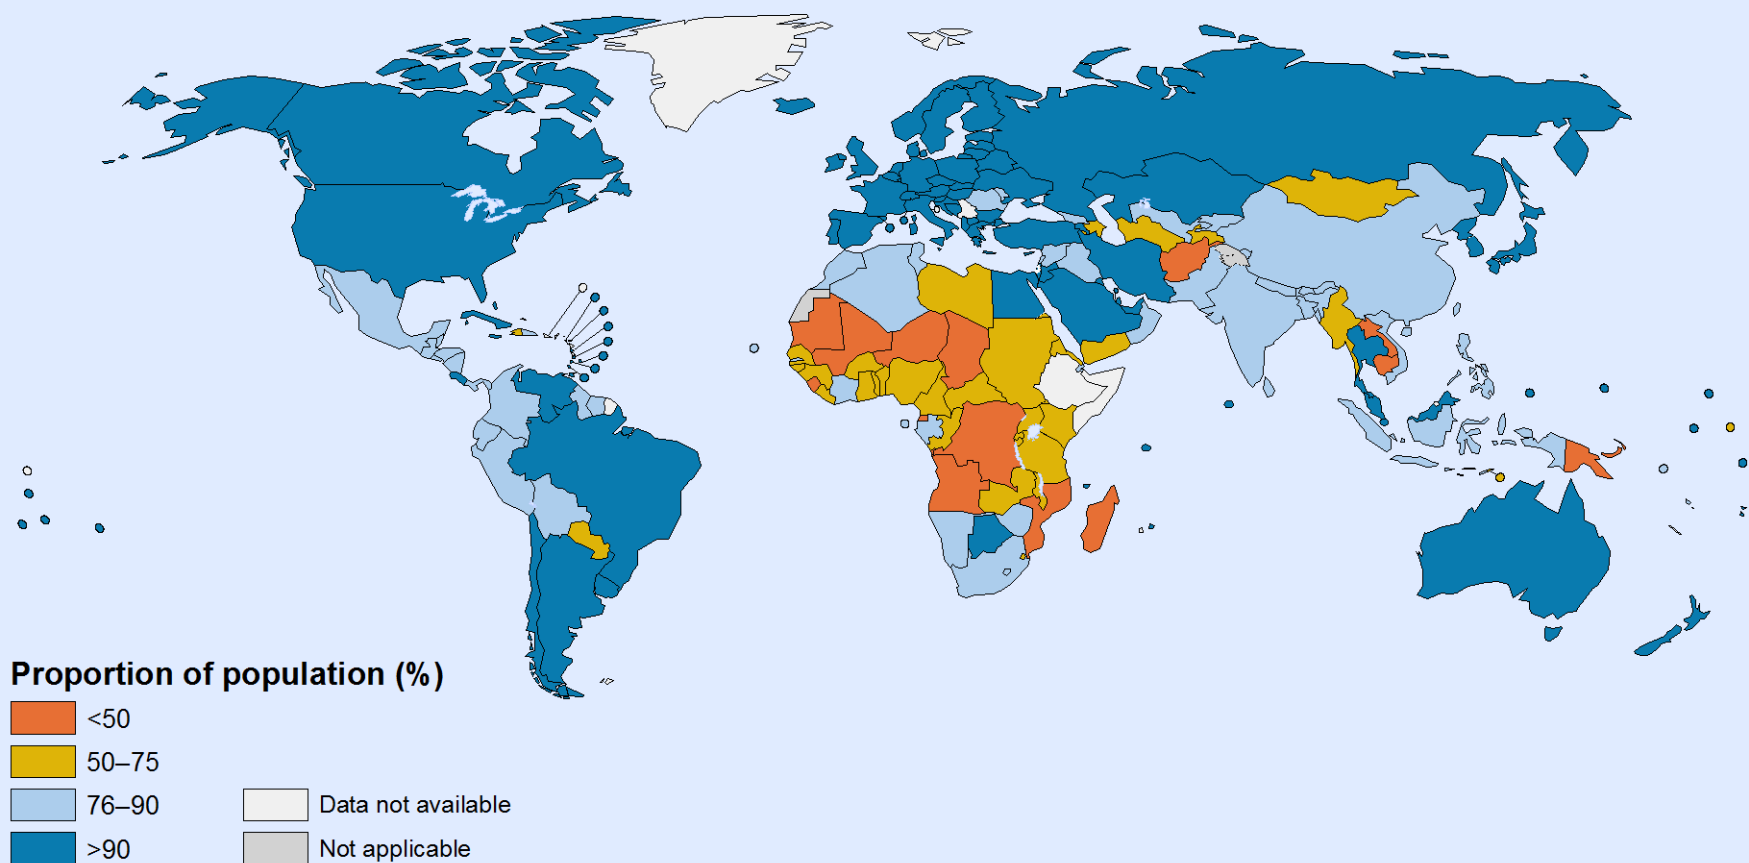 Proportion of population (%)
<50
50–75
76–90
>90
Data not available
Not applicable